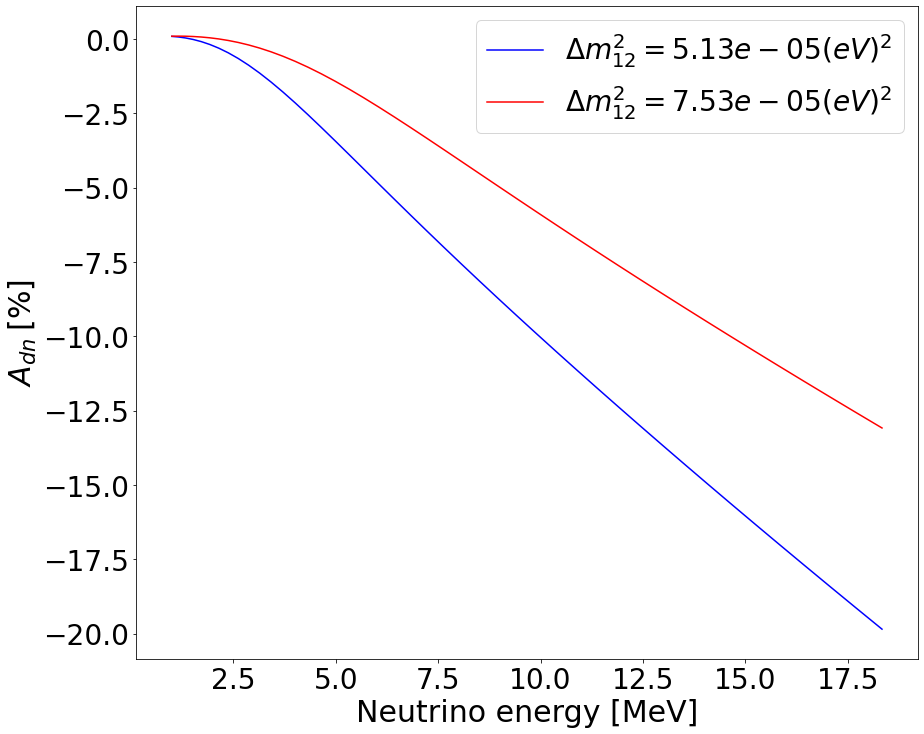 Δm²₁₂ = 5.13e − 05(eV)²
Δm²₁₂ = 7.53e − 05(eV)²
0.0
−2.5
−5.0
−7.5
−10.0
−12.5
−15.0
−17.5
−20.0
A_dn [%]
2.5 5.0 7.5 10.0 12.5 15.0 17.5
Neutrino energy [MeV]